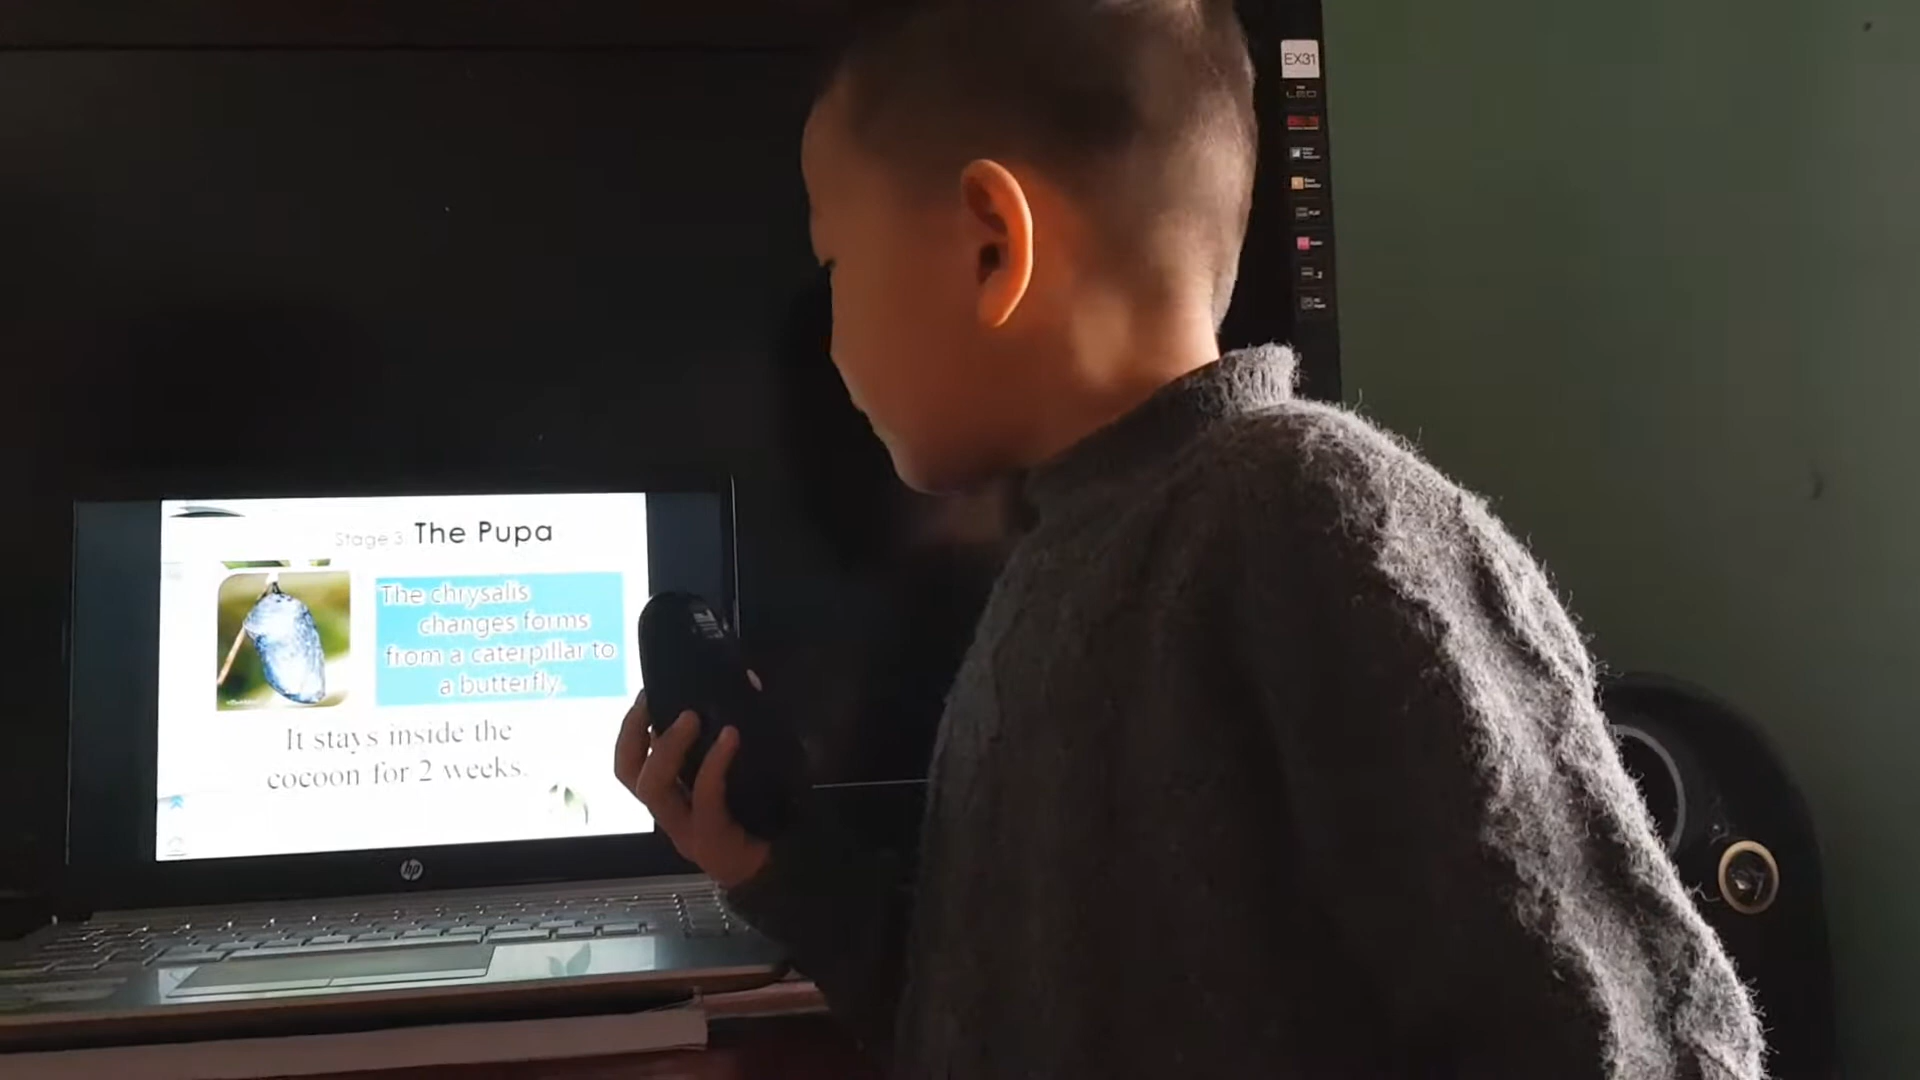 EX31
LED
Stage 3: The Pupa
The chrysalis
changes forms
from a caterpillar to
a butterfly.
It stays inside the
cocoon for 2 weeks.
hp